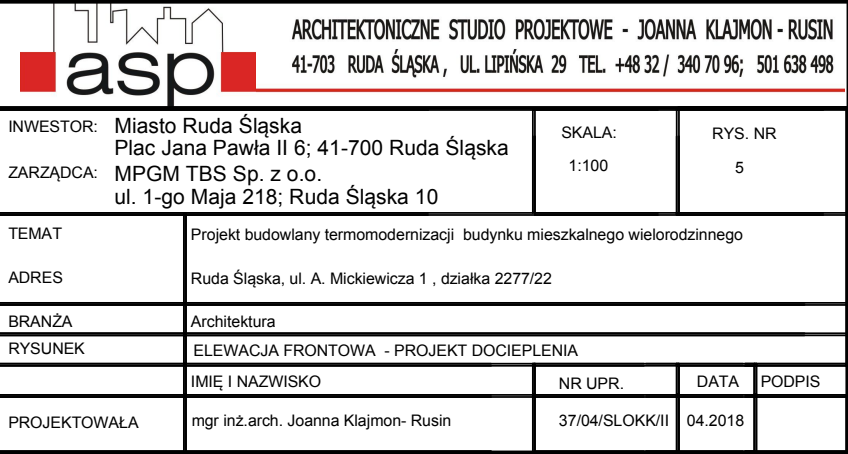 asp
ARCHITEKTONICZNE STUDIO PROJEKTOWE - JOANNA KLAJMON - RUSIN
41-703 RUDA ŚLĄSKA , UL. LIPIŃSKA 29 TEL. +48 32 / 340 70 96; 501 638 498
INWESTOR: Miasto Ruda Śląska
Plac Jana Pawła II 6; 41-700 Ruda Śląska
ZARZĄDCA: MPGM TBS Sp. z o.o.
ul. 1-go Maja 218; Ruda Śląska 10
SKALA:
1:100
RYS. NR
5
TEMAT Projekt budowlany termomodernizacji budynku mieszkalnego wielorodzinnego
ADRES Ruda Śląska, ul. A. Mickiewicza 1 , działka 2277/22
BRANŻA Architektura
RYSUNEK ELEWACJA FRONTOWA - PROJEKT DOCIEPLENIA
IMIĘ I NAZWISKO NR UPR. DATA PODPIS
PROJEKTOWAŁA mgr inż.arch. Joanna Klajmon- Rusin 37/04/SLOKK/II 04.2018